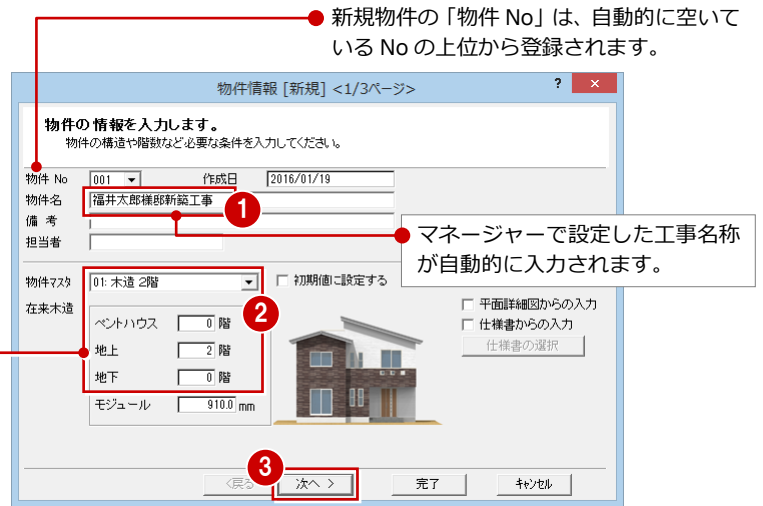 新規物件の「物件 No」は、自動的に空いて
いる No の上位から登録されます。
物件情報 [新規] <1/3ページ>
? ×
物件の情報を入力します。
物件の構造や階数など必要な条件を入力してください。
物件 No 001 作成日 2016/01/19
物件名 福井太郎様邸新築工事
1
備 考
担当者
マネージャーで設定した工事名称
が自動的に入力されます。
物件マスタ 01: 木造 2階 初期値に設定する
在来木造
2
ペントハウス 0 階
地上 2 階
地下 0 階
モジュール 910.0 mm
平面詳細図からの入力
仕様書からの入力
仕様書の選択
3
<戻る 次へ > 完了 キャンセル